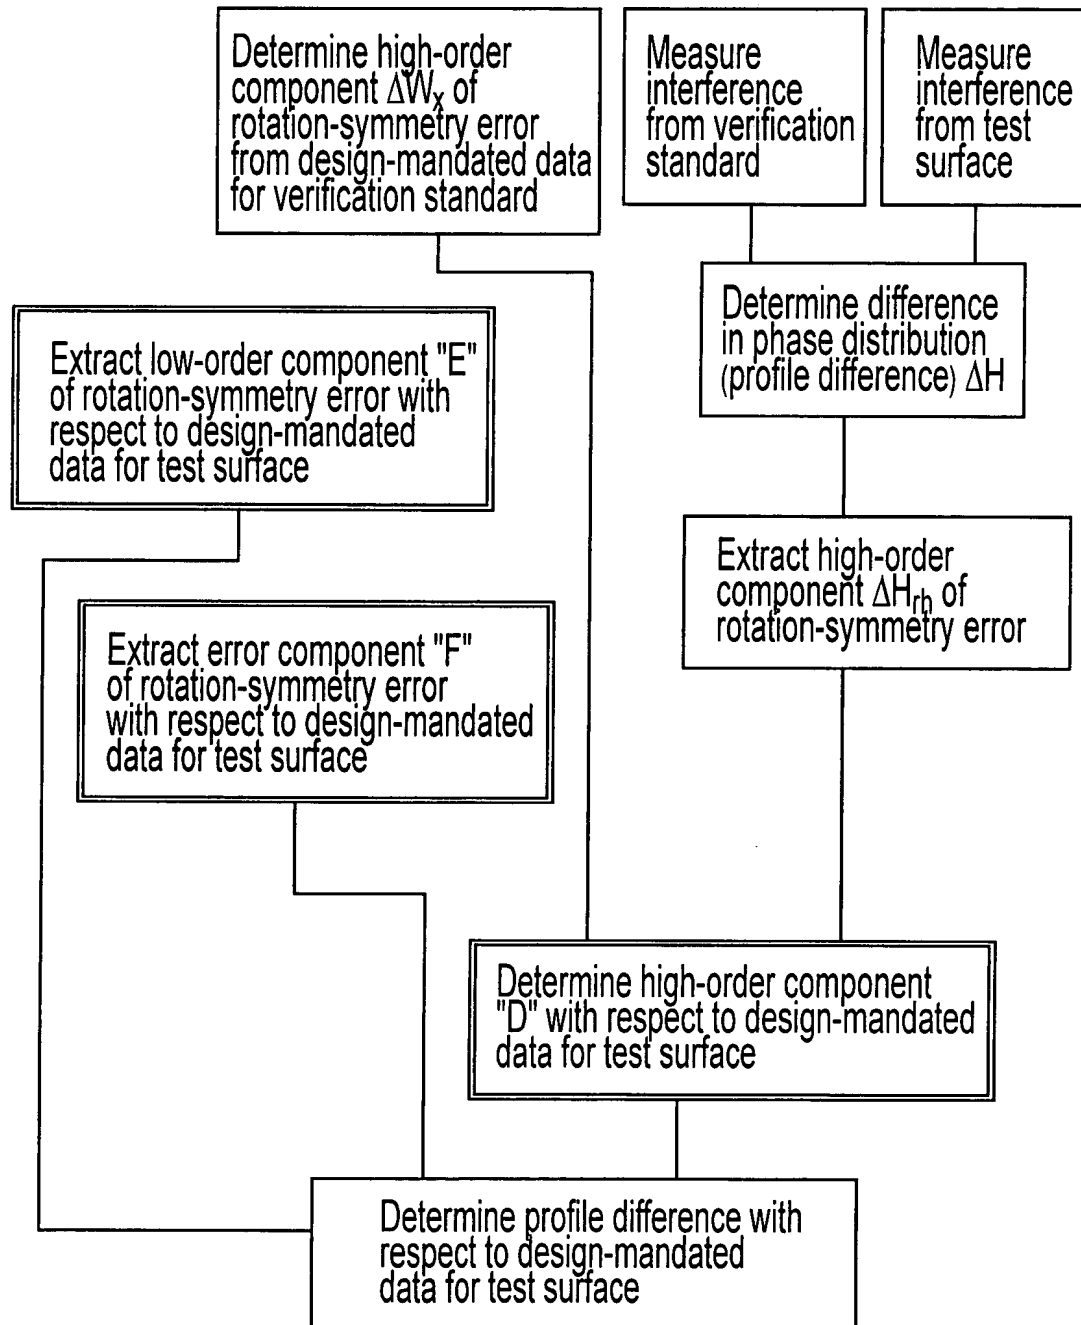 Determine high-order
component ΔWx of
rotation-symmetry error
from design-mandated data
for verification standard
Measure
interference
from verification
standard
Measure
interference
from test
surface
Determine difference
in phase distribution
(profile difference) ΔH
Extract low-order component "E"
of rotation-symmetry error with
respect to design-mandated
data for test surface
Extract high-order
component ΔHrh of
rotation-symmetry error
Extract error component "F"
of rotation-symmetry error
with respect to design-mandated
data for test surface
Determine high-order component
"D" with respect to design-mandated
data for test surface
Determine profile difference with
respect to design-mandated
data for test surface